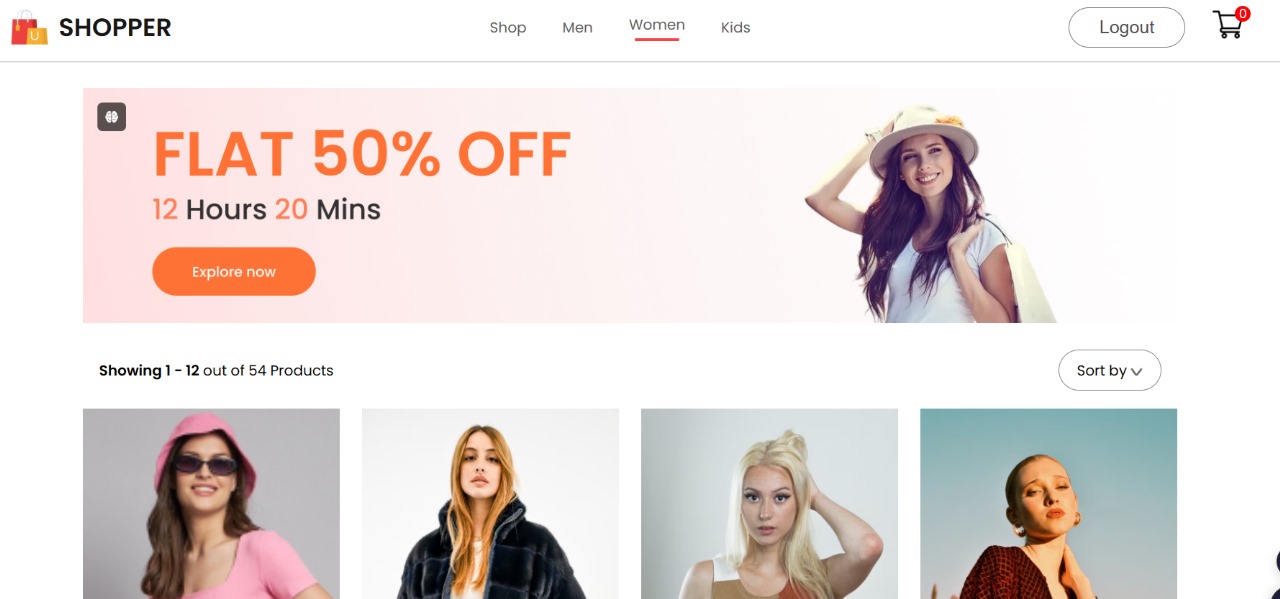 SHOPPER
Shop
Men
Women
Kids
Logout
0
FLAT 50% OFF
12 Hours 20 Mins
Explore now
Showing 1 - 12 out of 54 Products
Sort by